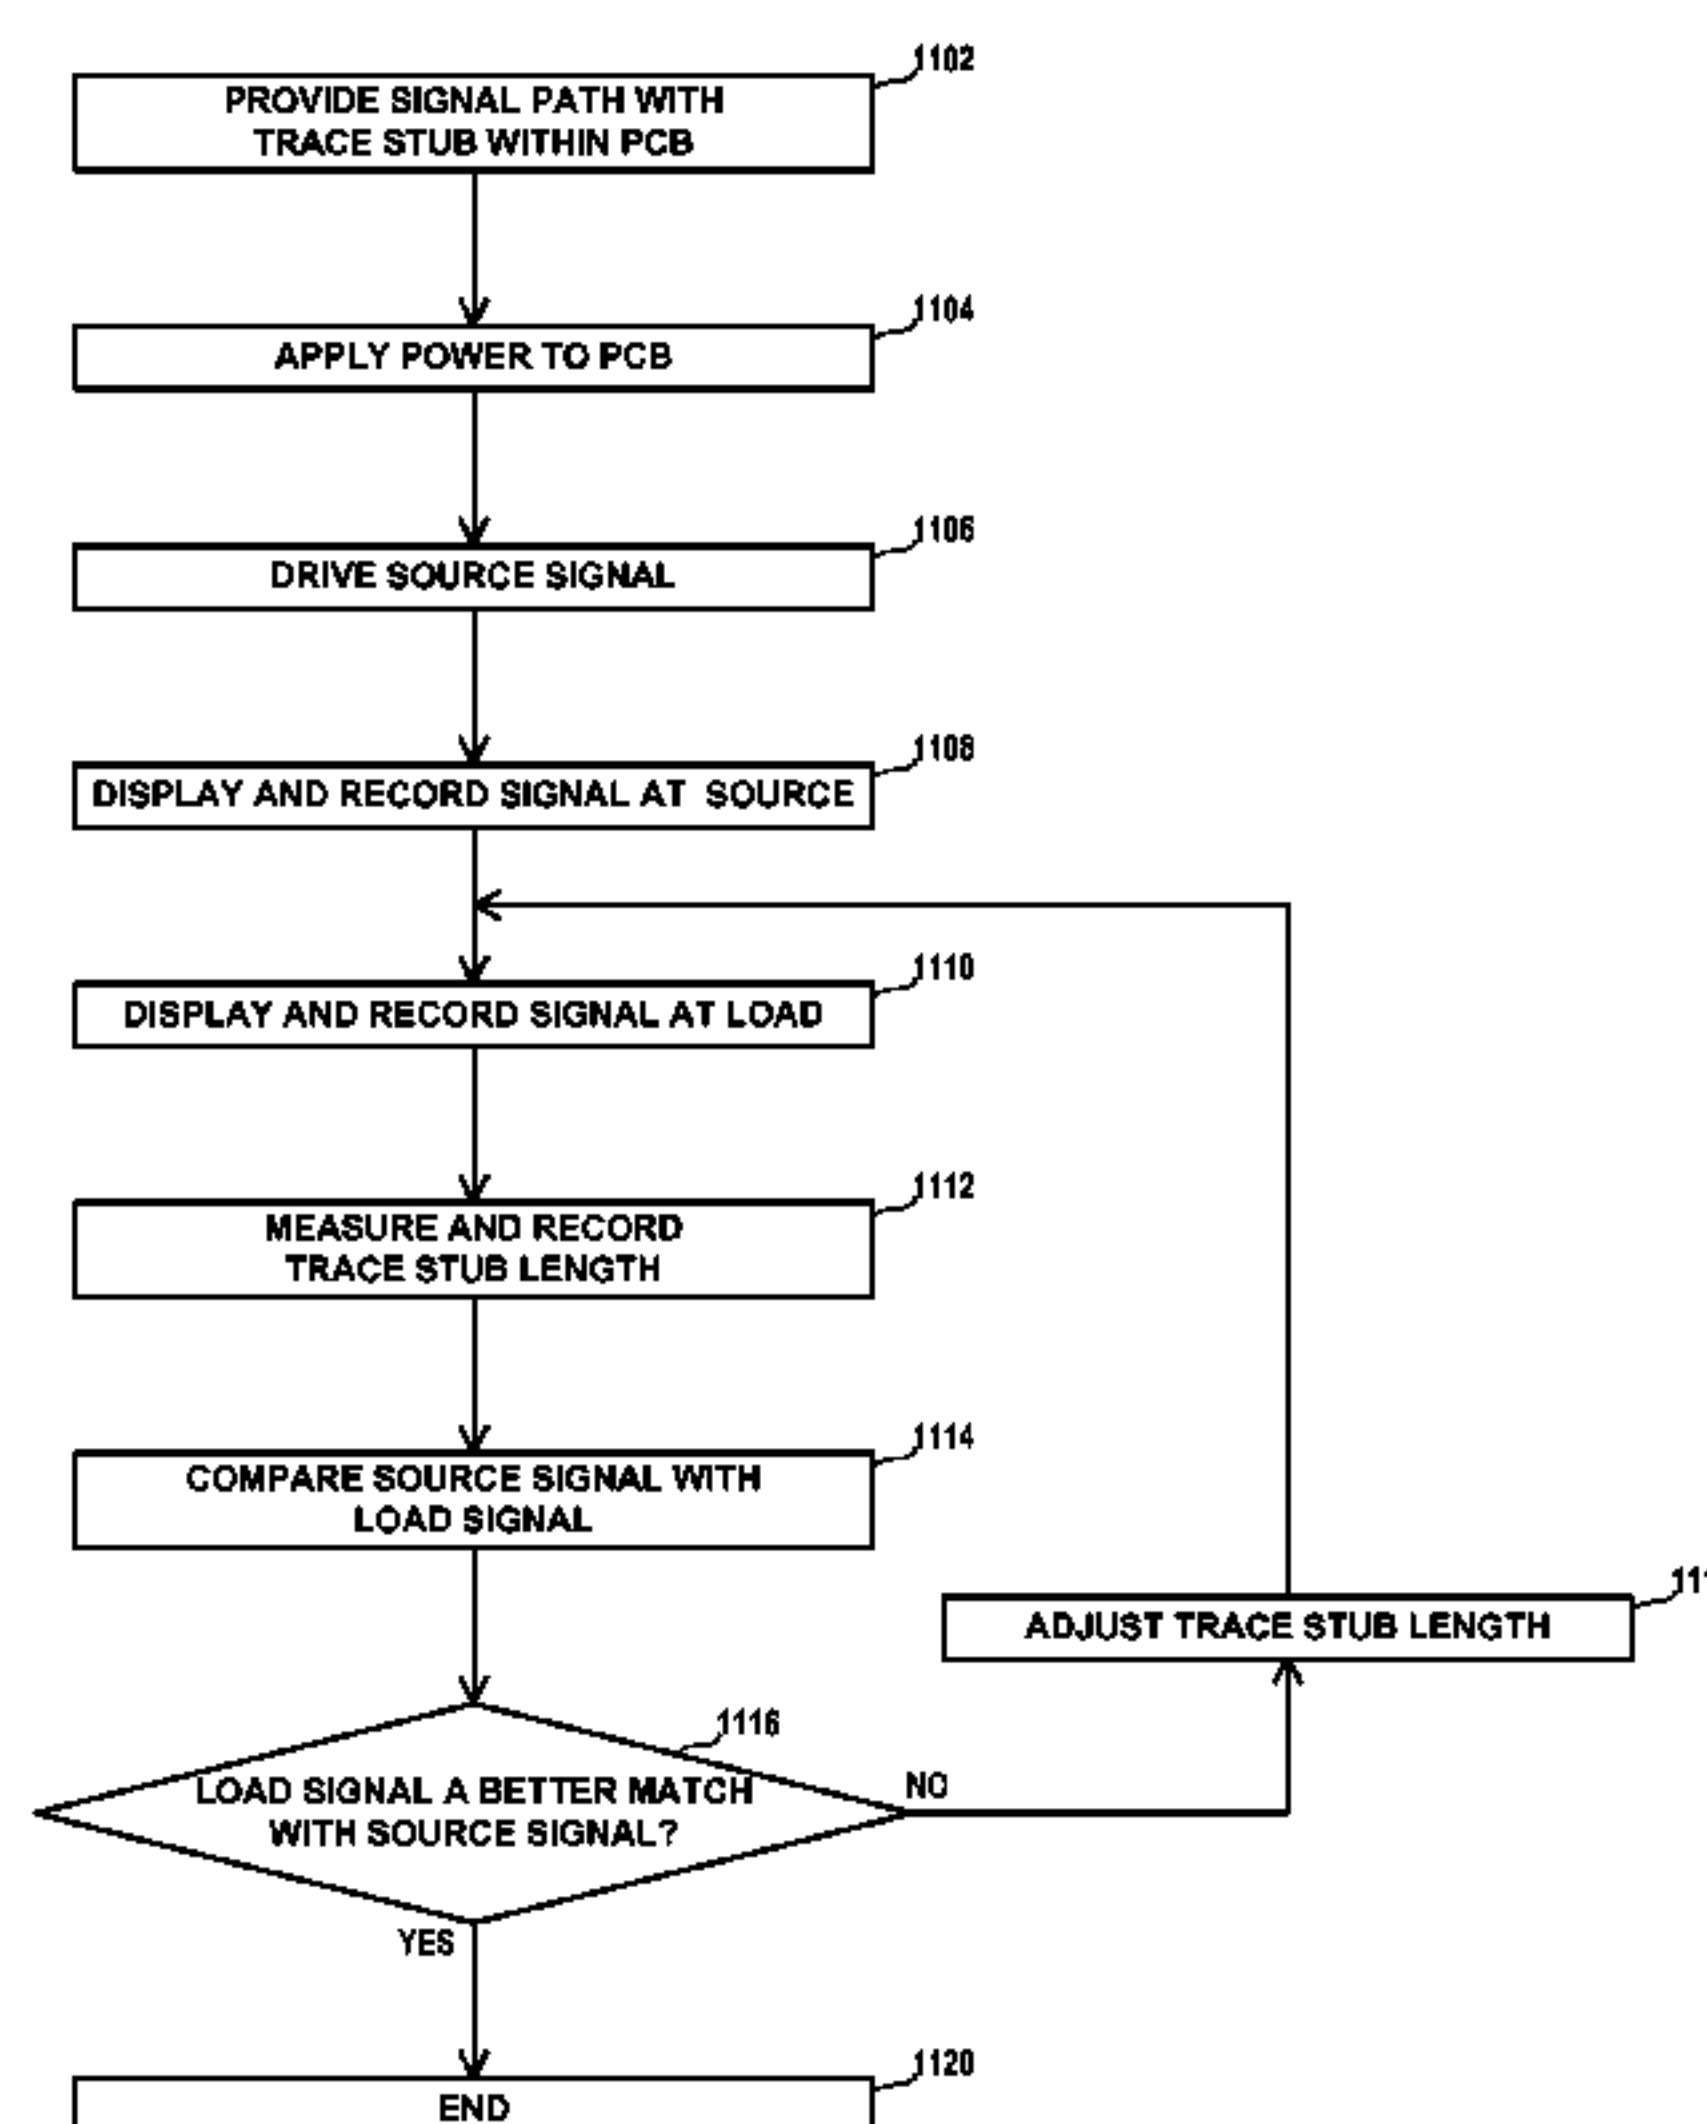 1102
PROVIDE SIGNAL PATH WITH
TRACE STUB WITHIN PCB
1104
APPLY POWER TO PCB
1106
DRIVE SOURCE SIGNAL
1108
DISPLAY AND RECORD SIGNAL AT SOURCE
1110
DISPLAY AND RECORD SIGNAL AT LOAD
1112
MEASURE AND RECORD
TRACE STUB LENGTH
1114
COMPARE SOURCE SIGNAL WITH
LOAD SIGNAL
ADJUST TRACE STUB LENGTH
1116
LOAD SIGNAL A BETTER MATCH
WITH SOURCE SIGNAL?
NO
YES
1120
END